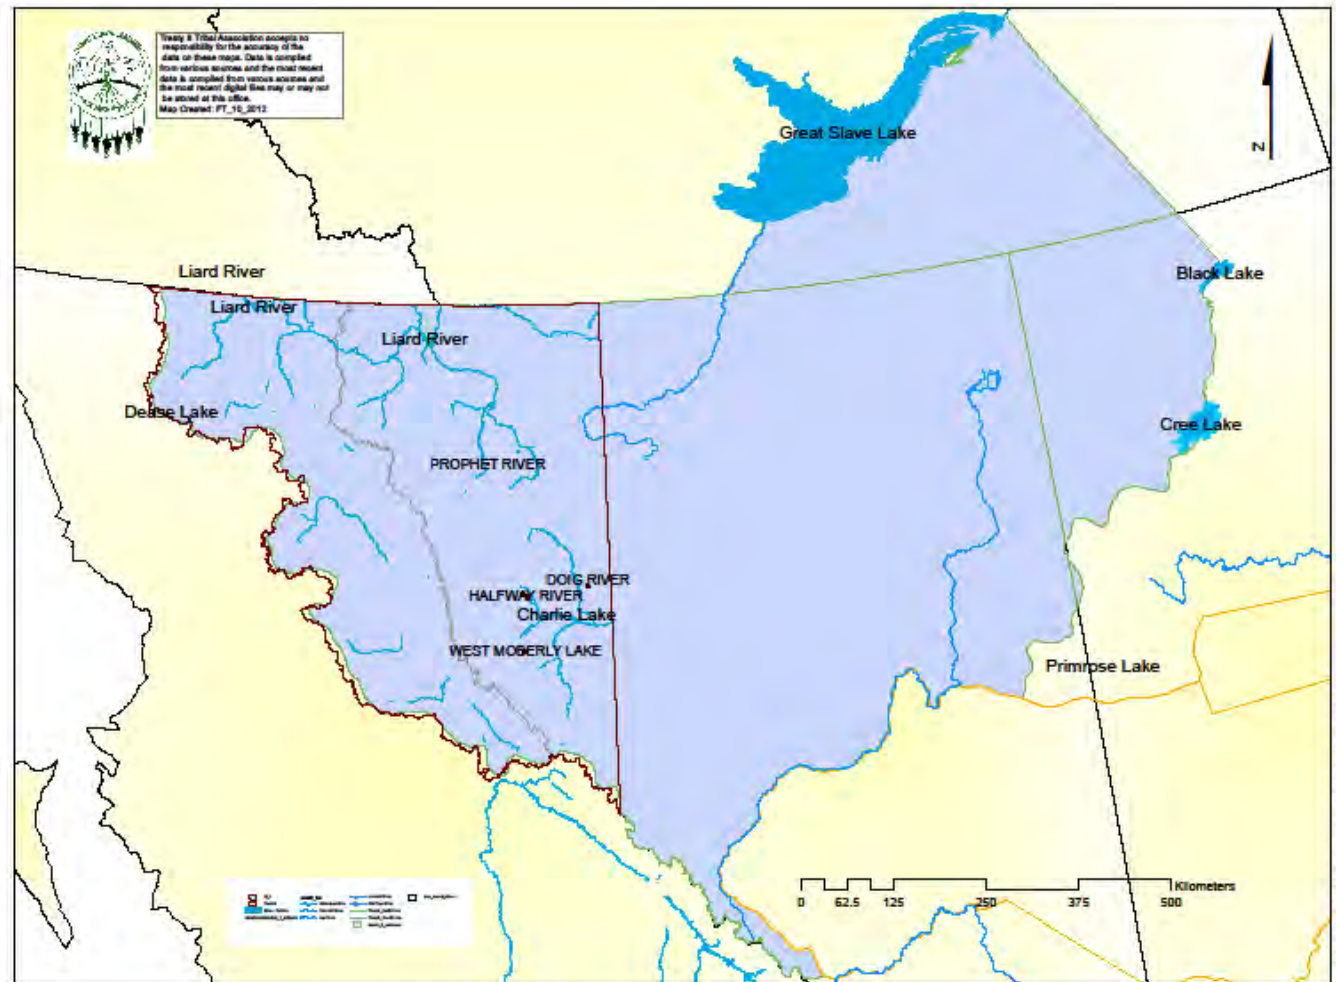 Treaty 8 Tribal Association accepts no
responsibility for the accuracy of the
data on these maps. Data is compiled
from various sources and the most recent
data is compiled from various sources and
the most recent digital files may or may not
be stored at this office.
Map Created: FT_10_2012
Great Slave Lake
N
Liard River
Black Lake
Liard River
Liard River
Dease Lake
Cree Lake
PROPHET RIVER
DOIG RIVER
HALFWAY RIVER
Charlie Lake
WEST MOBERLY LAKE
Primrose Lake
Kilometers
0 62.5 125 250 375 500